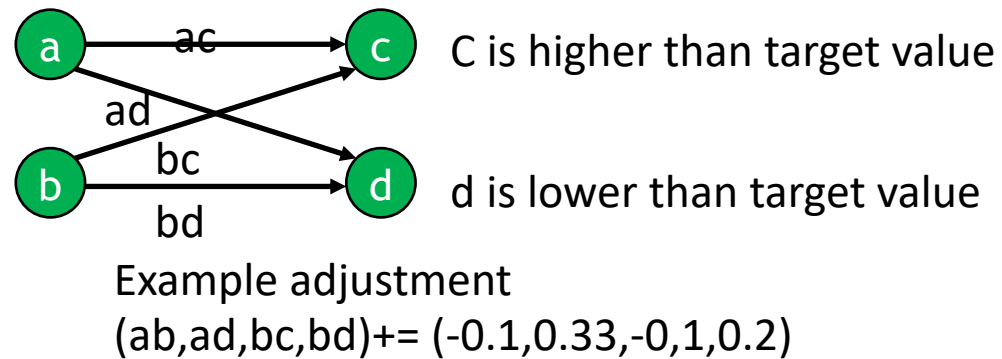 a ac c C is higher than target value
ad
bc
b d d is lower than target value
bd
Example adjustment
(ab,ad,bc,bd)+= (-0.1,0.33,-0,1,0.2)